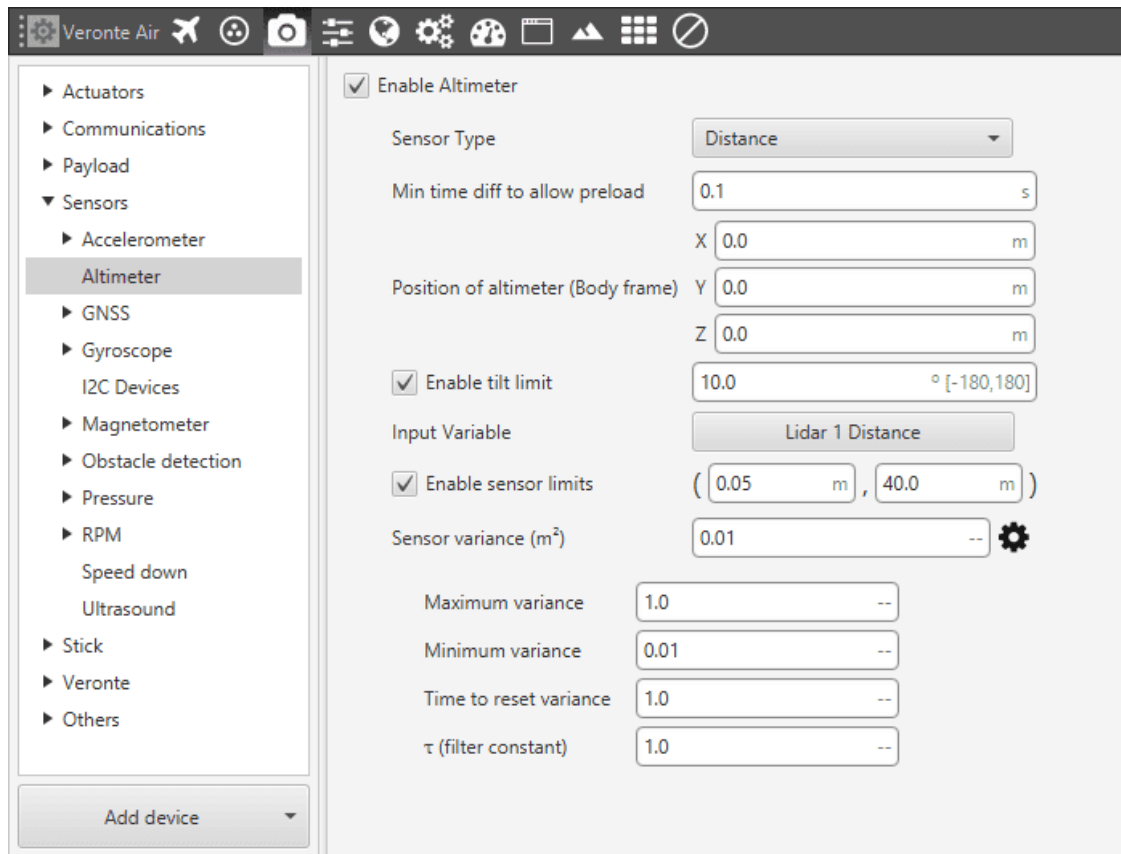 Veronte Air
Actuators
Communications
Payload
Sensors
Accelerometer
Altimeter
GNSS
Gyroscope
I2C Devices
Magnetometer
Obstacle detection
Pressure
RPM
Speed down
Ultrasound
Stick
Veronte
Others
Add device
Enable Altimeter
Sensor Type Distance
Min time diff to allow preload 0.1 s
X 0.0 m
Position of altimeter (Body frame) Y 0.0 m
Z 0.0 m
Enable tilt limit 10.0 º [-180,180]
Input Variable Lidar 1 Distance
Enable sensor limits ( 0.05 m , 40.0 m )
Sensor variance (m²) 0.01 --
Maximum variance 1.0 --
Minimum variance 0.01 --
Time to reset variance 1.0 --
τ (filter constant) 1.0 --